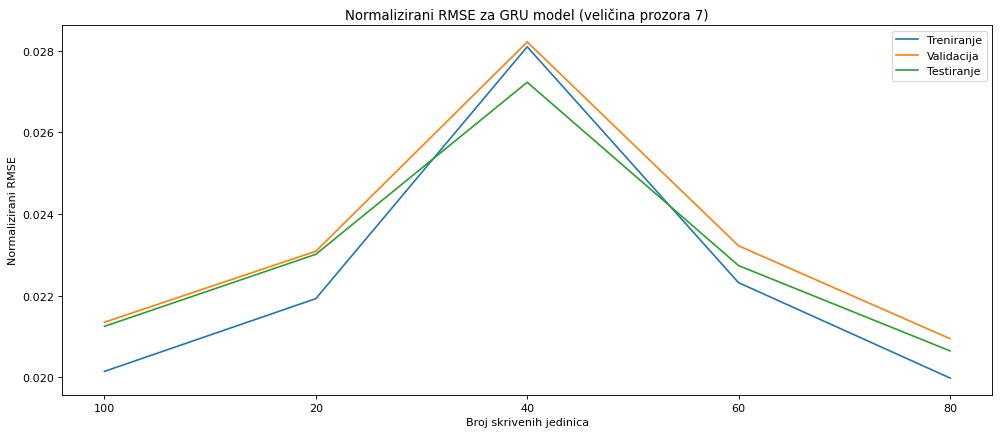 Normalizirani RMSE za GRU model (veličina prozora 7)
Treniranje
Validacija
Testiranje
Normalizirani RMSE
0.028
0.026
0.024
0.022
0.020
100 20 40 60 80
Broj skrivenih jedinica